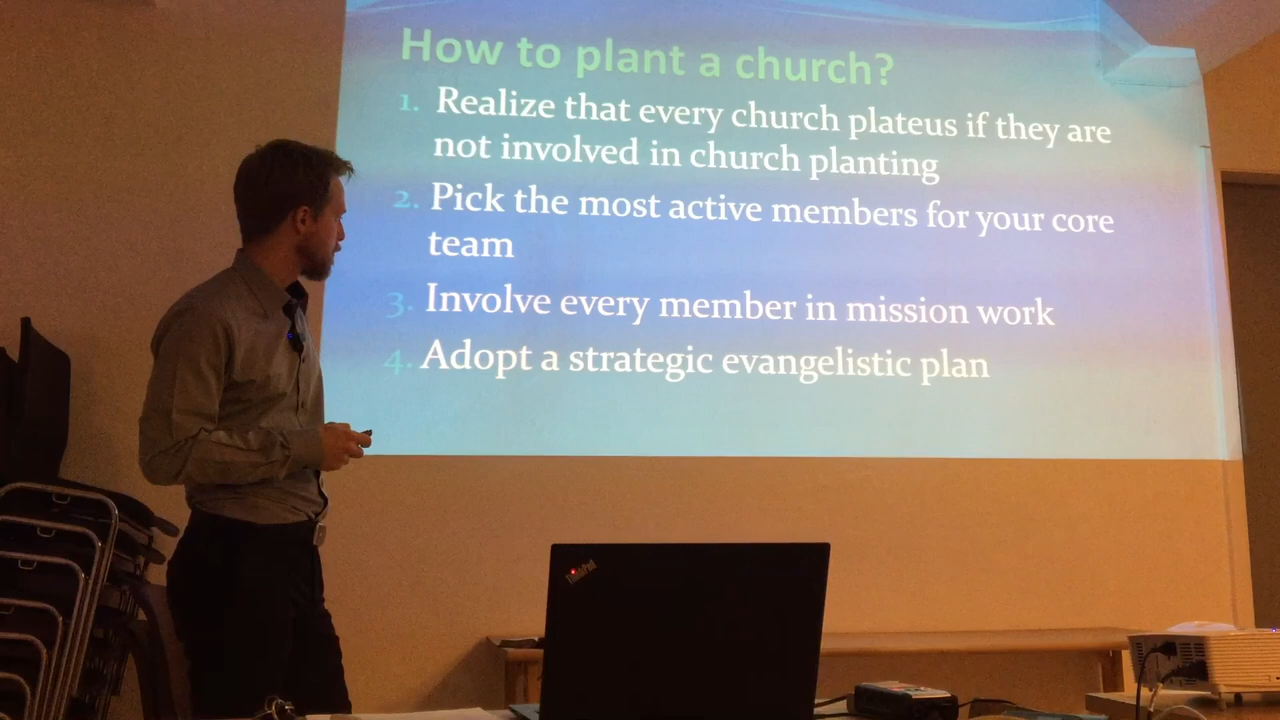 How to plant a church?
1. Realize that every church plateus if they are
not involved in church planting
2. Pick the most active members for your core
team
3. Involve every member in mission work
4. Adopt a strategic evangelistic plan
ThinkPad